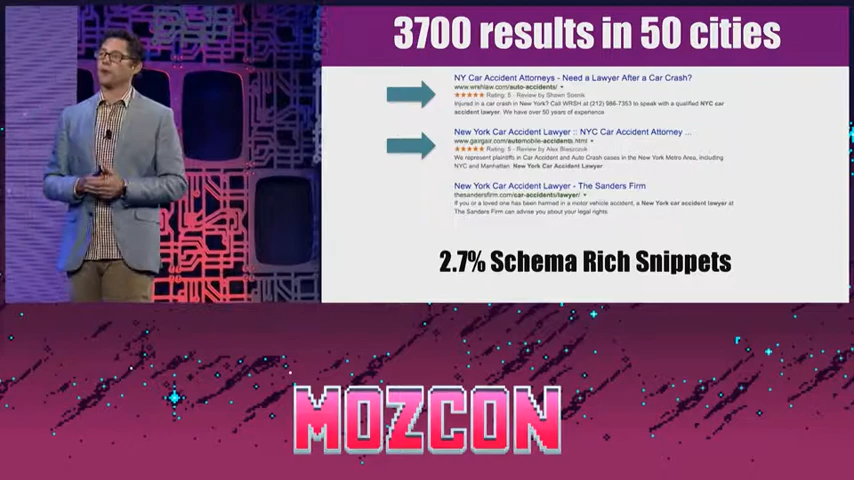 3700 results in 50 cities
NY Car Accident Attorneys - Need a Lawyer After a Car Crash?
www.wrshlaw.com/auto-accidents/
Rating: 5 - Review by Shawn
Injured in a car crash in New York? Call WRSH at (212) 986-7353 to speak with a qualified NYC car
accident lawyer. We have over 50 years of experience
New York Car Accident Lawyer :: NYC Car Accident Attorney ...
www.gairgair.com/automobile-accidents.html
Rating: 5 - Review by Alex
We represent plaintiffs in Car Accident and Auto Crash cases in the New York Metro Area, including
NYC and Manhattan. New York Car Accident Lawyer
New York Car Accident Lawyer - The Sanders Firm
thesandersfirm.com/car-accidents/lawyer/
If you or a loved one has been harmed in a motor vehicle accident, a New York car accident lawyer at
The Sanders Firm can advise you about your legal rights
2.7% Schema Rich Snippets
MOZCON